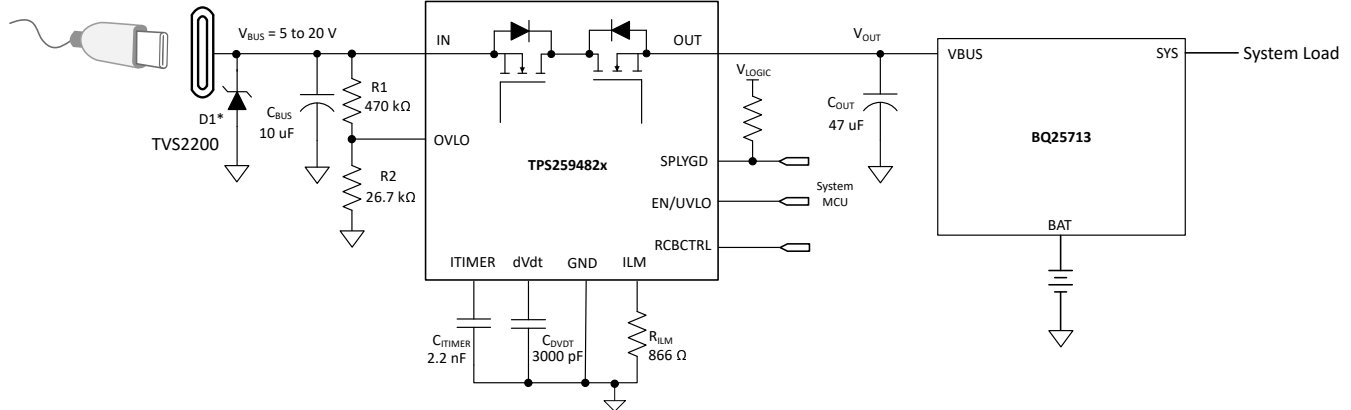 V_BUS = 5 to 20 V
IN
OUT
V_OUT
VBUS
SYS
System Load
R1
470 kΩ
V_LOGIC
D1*
TVS2200
C_BUS
10 uF
C_OUT
47 uF
OVLO
TPS259482x
SPLYGD
BQ25713
R2
26.7 kΩ
EN/UVLO
System
MCU
RCBCTRL
BAT
ITIMER
dVdt
GND
ILM
C_ITIMER
2.2 nF
C_DVDT
3000 pF
R_ILM
866 Ω